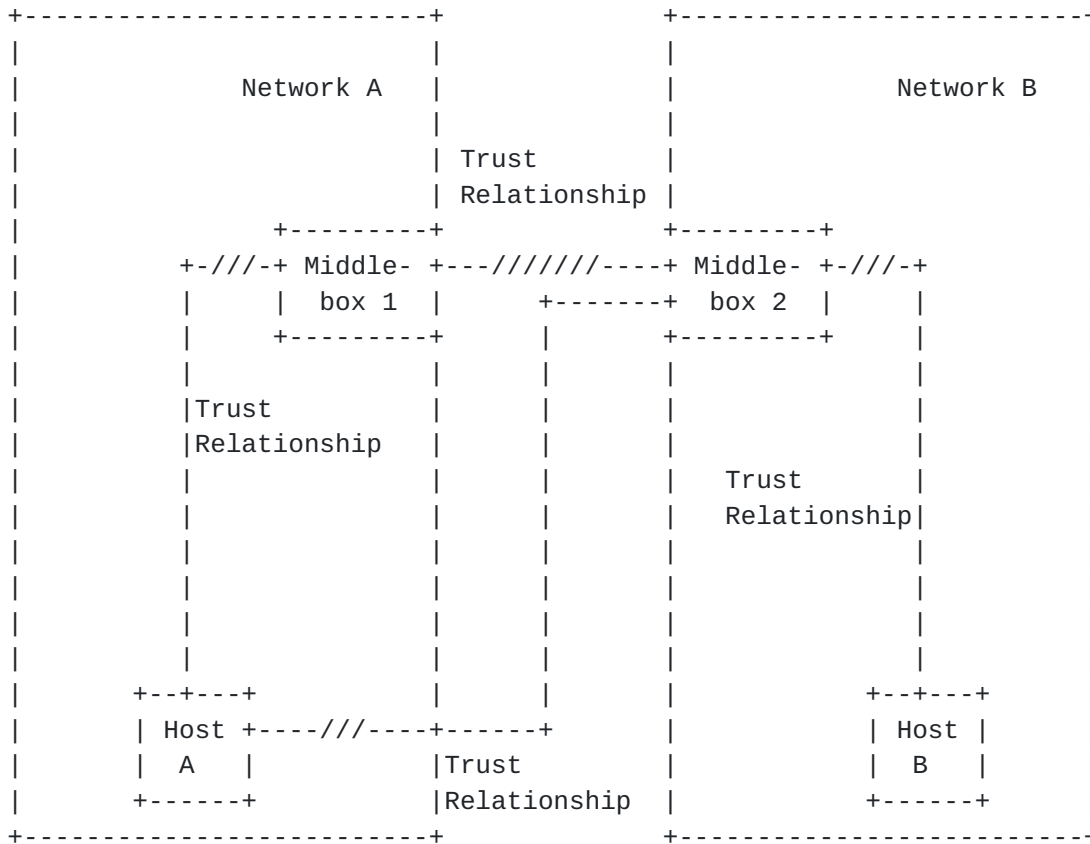 Network A
Network B
Trust
Relationship
Middle-
box 1
Middle-
box 2
Trust
Relationship
Trust
Relationship
Host
A
Host
B
Trust
Relationship